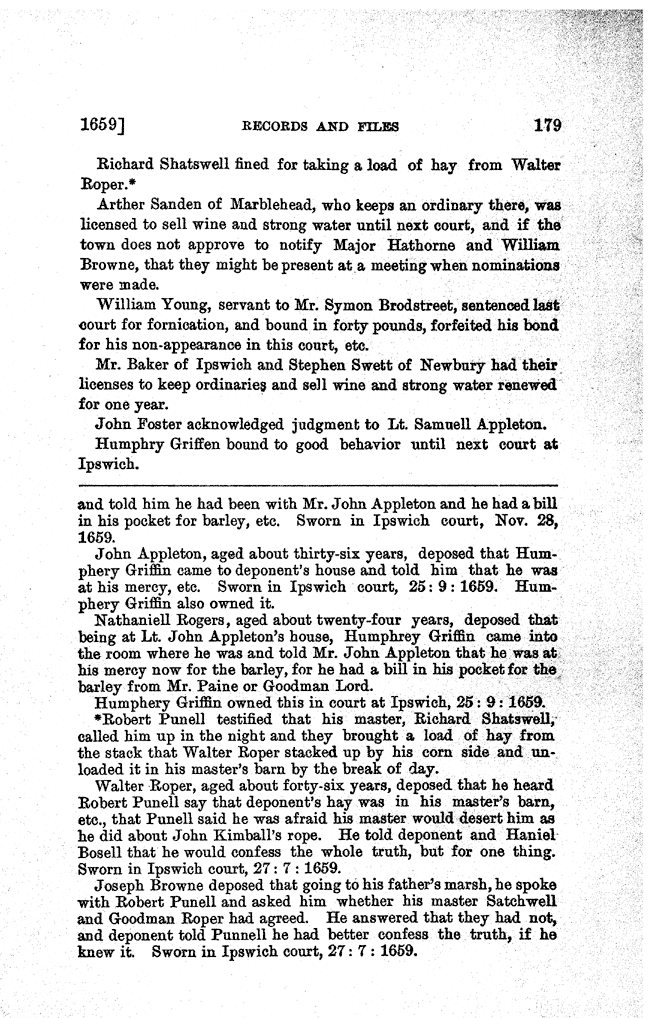 1659] RECORDS AND FILES 179
Richard Shatswell fined for taking a load of hay from Walter
Roper.*
Arther Sanden of Marblehead, who keeps an ordinary there, was
licensed to sell wine and strong water until next court, and if the
town does not approve to notify Major Hathorne and William
Browne, that they might be present at a meeting when nominations
were made.
William Young, servant to Mr. Symon Brodstreet, sentenced last
court for fornication, and bound in forty pounds, forfeited his bond
for his non-appearance in this court, etc.
Mr. Baker of Ipswich and Stephen Swett of Newbury had their
licenses to keep ordinaries and sell wine and strong water renewed
for one year.
John Foster acknowledged judgment to Lt. Samuell Appleton.
Humphry Griffen bound to good behavior until next court at
Ipswich.
and told him he had been with Mr. John Appleton and he had a bill
in his pocket for barley, etc. Sworn in Ipswich court, Nov. 28,
1659.
John Appleton, aged about thirty-six years, deposed that Hum-
phery Griffin came to deponent's house and told him that he was
at his mercy, etc. Sworn in Ipswich court, 25: 9: 1659. Hum-
phery Griffin also owned it.
Nathaniell Rogers, aged about twenty-four years, deposed that
being at Lt. John Appleton's house, Humphrey Griffin came into
the room where he was and told Mr. John Appleton that he was at
his mercy now for the barley, for he had a bill in his pocket for the
barley from Mr. Paine or Goodman Lord.
Humphery Griffin owned this in court at Ipswich, 25: 9: 1659.
*Robert Punell testified that his master, Richard Shatswell,
called him up in the night and they brought a load of hay from
the stack that Walter Roper stacked up by his corn side and un-
loaded it in his master's barn by the break of day.
Walter Roper, aged about forty-six years, deposed that he heard
Robert Punell say that deponent's hay was in his master's barn,
etc., that Punell said he was afraid his master would desert him as
he did about John Kimball's rope. He told deponent and Haniel
Bosell that he would confess the whole truth, but for one thing.
Sworn in Ipswich court, 27: 7: 1659.
Joseph Browne deposed that going to his father's marsh, he spoke
with Robert Punell and asked him whether his master Satchwell
and Goodman Roper had agreed. He answered that they had not,
and deponent told Punnell he had better confess the truth, if he
knew it. Sworn in Ipswich court, 27: 7: 1659.